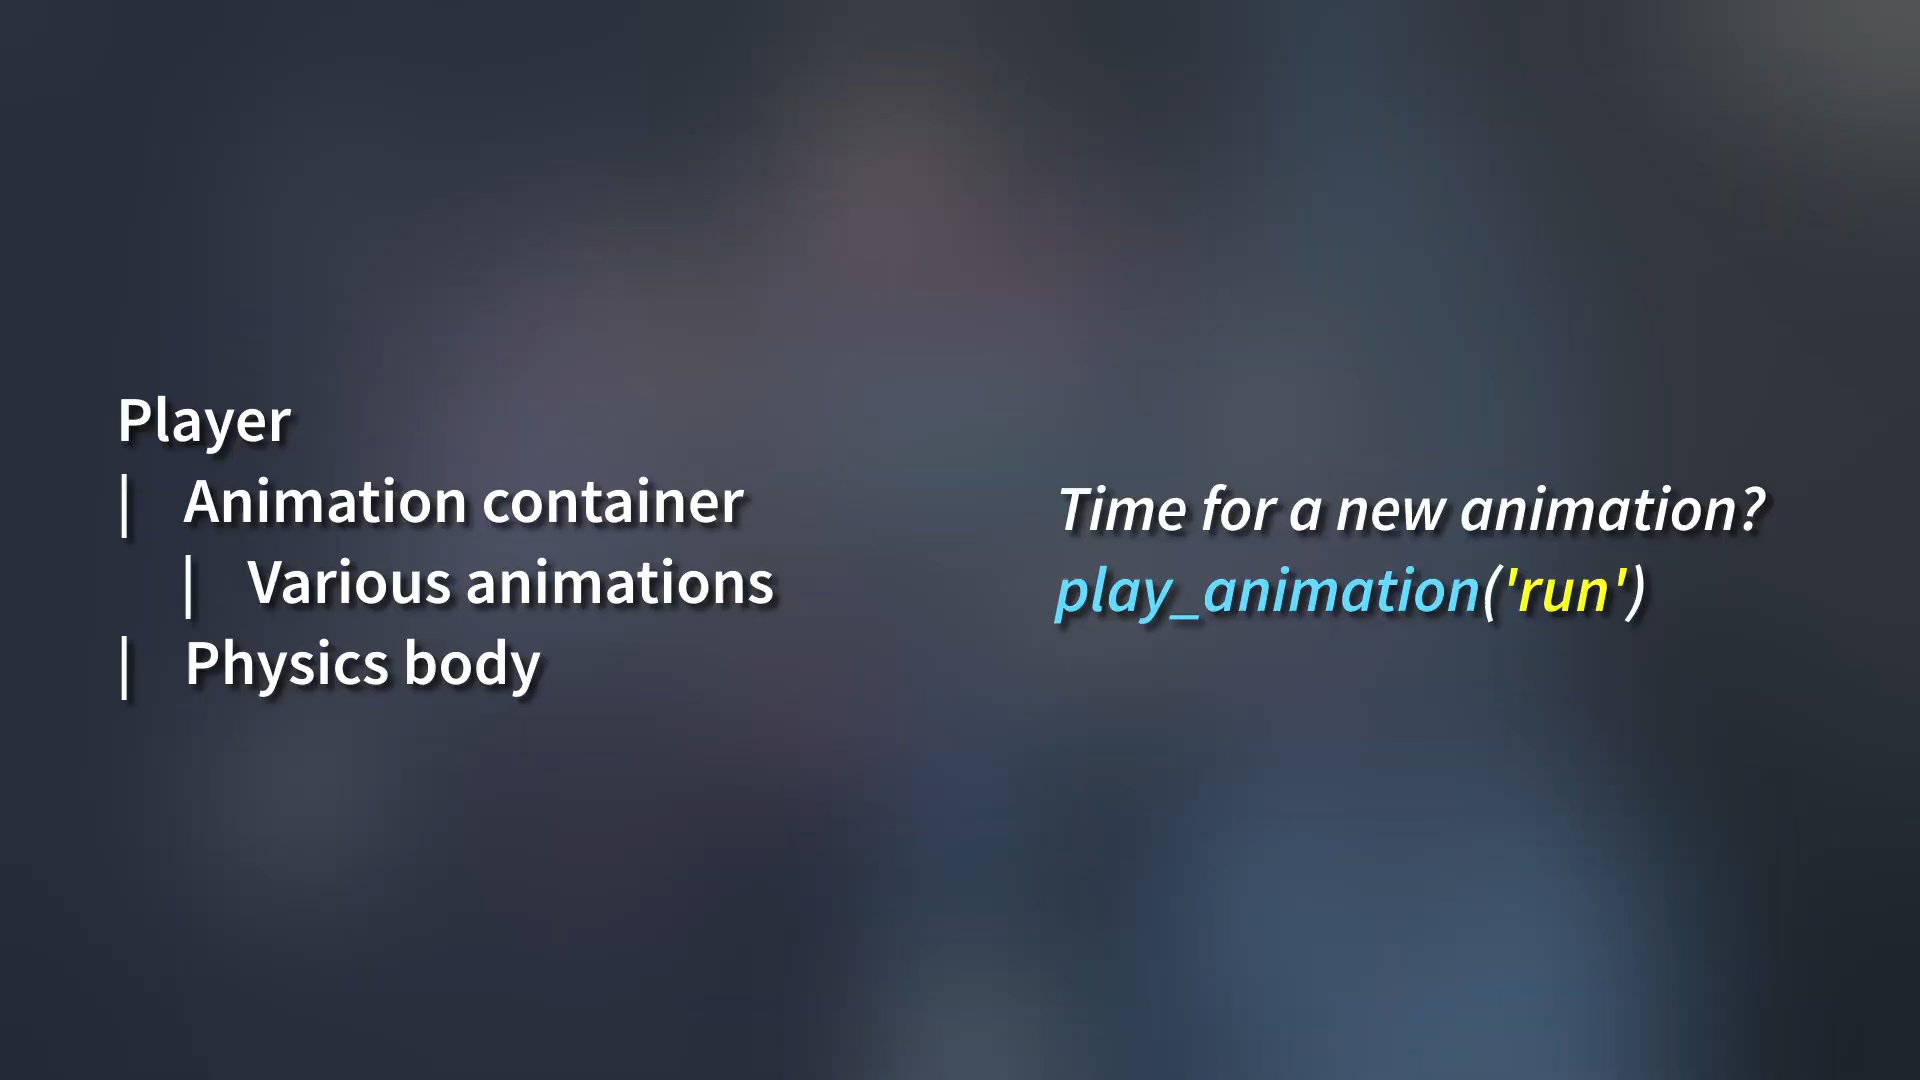 Player
|    Animation container
    |    Various animations
|    Physics body
Time for a new animation?
play_animation('run')